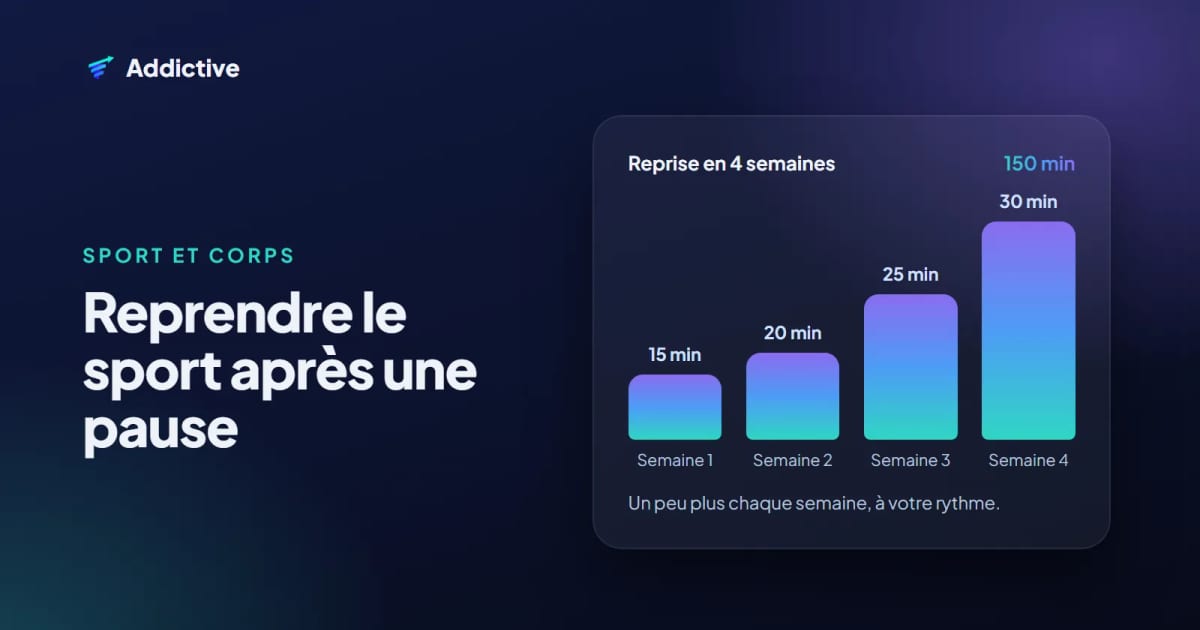 Addictive
SPORT ET CORPS
Reprendre le
sport après une
pause
Reprise en 4 semaines
150 min
15 min
20 min
25 min
30 min
Semaine 1
Semaine 2
Semaine 3
Semaine 4
Un peu plus chaque semaine, à votre rythme.